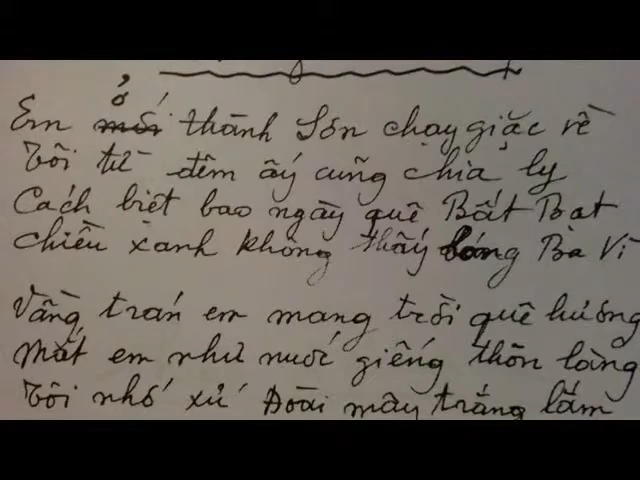 ở
Em mới thành Sơn chạy giặc về
Tôi từ đêm ấy cũng chia ly
Cách biệt bao ngày quê Bất Bạt
Chiều xanh không thấy bóng Ba Vì
Vầng trán em mang trời quê hương
Mắt em như nước giếng thôn làng
Tôi nhớ xứ Đoài mây trắng lắm